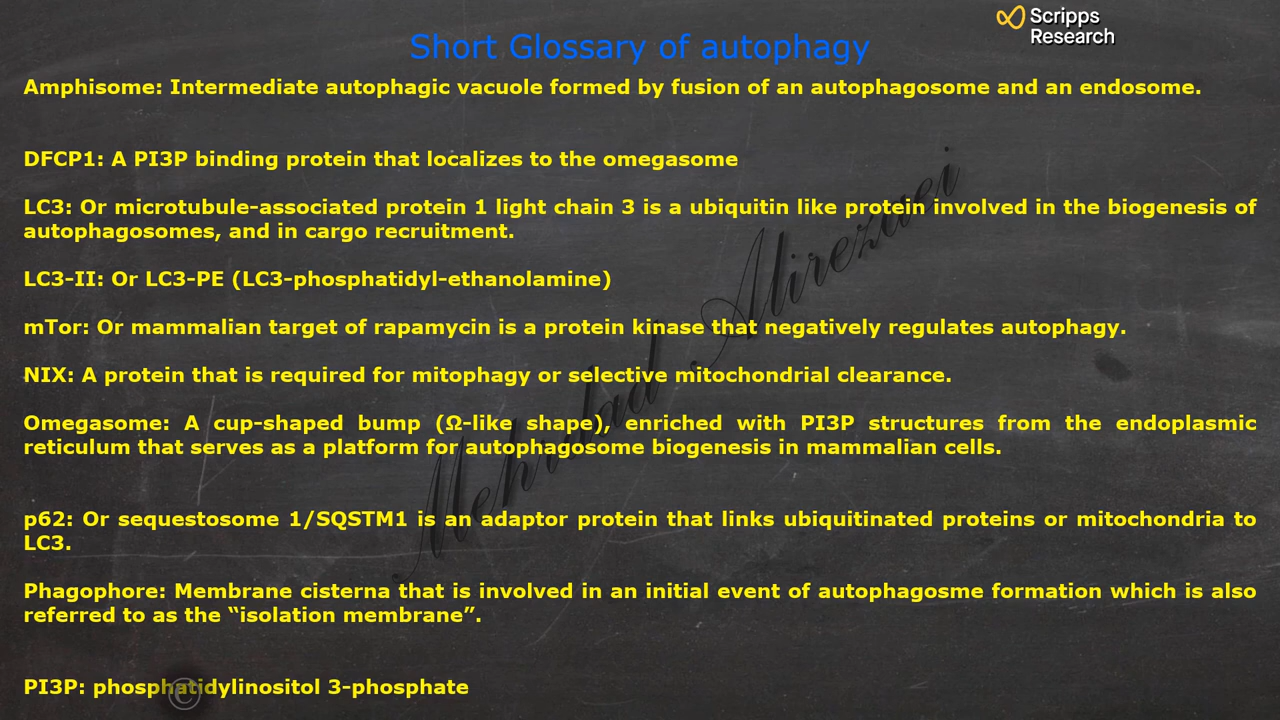 Scripps
Research
Short Glossary of autophagy
Amphisome: Intermediate autophagic vacuole formed by fusion of an autophagosome and an endosome.
DFCP1: A PI3P binding protein that localizes to the omegasome
LC3: Or microtubule-associated protein 1 light chain 3 is a ubiquitin like protein involved in the biogenesis of
autophagosomes, and in cargo recruitment.
LC3-II: Or LC3-PE (LC3-phosphatidyl-ethanolamine)
mTor: Or mammalian target of rapamycin is a protein kinase that negatively regulates autophagy.
NIX: A protein that is required for mitophagy or selective mitochondrial clearance.
Omegasome: A cup-shaped bump (Ω-like shape), enriched with PI3P structures from the endoplasmic
reticulum that serves as a platform for autophagosome biogenesis in mammalian cells.
p62: Or sequestosome 1/SQSTM1 is an adaptor protein that links ubiquitinated proteins or mitochondria to
LC3.
Phagophore: Membrane cisterna that is involved in an initial event of autophagosme formation which is also
referred to as the “isolation membrane”.
PI3P: phosphatidylinositol 3-phosphate
©
Mehrdad Alirezaei